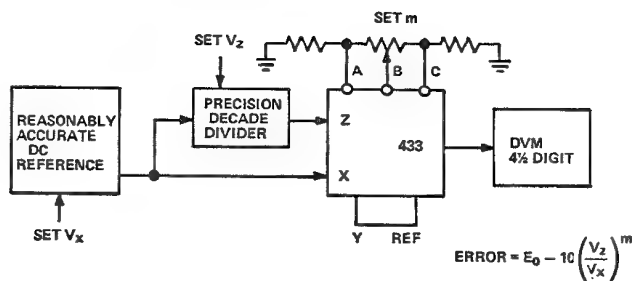 SET m
SET V_z
A
B
C
REASONABLY
ACCURATE
DC
REFERENCE
PRECISION
DECADE
DIVIDER
Z
433
X
DVM
4½ DIGIT
SET V_x
Y
REF
ERROR = E_0 − 10 (V_z / V_x)^m